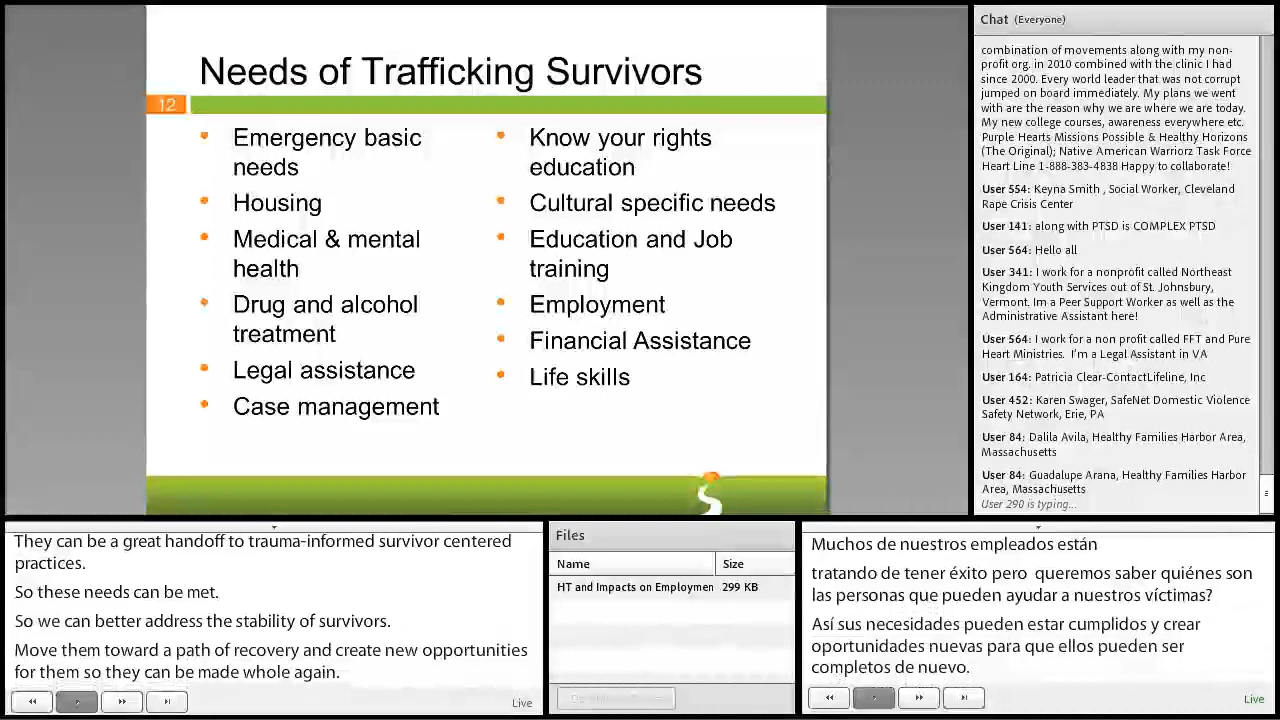 Needs of Trafficking Survivors
12
Emergency basic
needs
Housing
Medical & mental
health
Drug and alcohol
treatment
Legal assistance
Case management
Know your rights
education
Cultural specific needs
Education and Job
training
Employment
Financial Assistance
Life skills
Chat (Everyone)
combination of movements along with my non-
profit org. in 2010 combined with the clinic I had
since 2000. Every world leader that was not corrupt
jumped on board immediately. My plans we went
with are the reason why we are where we are today.
My new college courses, awareness everywhere etc.
Purple Hearts Missions Possible & Healthy Horizons
(The Original); Native American Warriorz Task Force
Heart Line 1-888-383-4838 Happy to collaborate!
User 554: Keyna Smith , Social Worker, Cleveland
Rape Crisis Center
User 141: along with PTSD is COMPLEX PTSD
User 564: Hello all
User 341: I work for a nonprofit called Northeast
Kingdom Youth Services out of St. Johnsbury,
Vermont. Im a Peer Support Worker as well as the
Administrative Assistant here!
User 564: I work for a non profit called FFT and Pure
Heart Ministries. I'm a Legal Assistant in VA
User 164: Patricia Clear-ContactLifeline, Inc
User 452: Karen Swager, SafeNet Domestic Violence
Safety Network, Erie, PA
User 84: Dalila Avila, Healthy Families Harbor Area,
Massachusetts
User 84: Guadalupe Arana, Healthy Families Harbor
Area, Massachusetts
User 290 is typing...
They can be a great handoff to trauma-informed survivor centered
practices.
So these needs can be met.
So we can better address the stability of survivors.
Move them toward a path of recovery and create new opportunities
for them so they can be made whole again.
Live
Files
Name Size
HT and Impacts on Employmen 299 KB
Muchos de nuestros empleados están
tratando de tener éxito pero queremos saber quiénes son
las personas que pueden ayudar a nuestros víctimas?
Así sus necesidades pueden estar cumplidos y crear
oportunidades nuevas para que ellos pueden ser
completos de nuevo.
Live